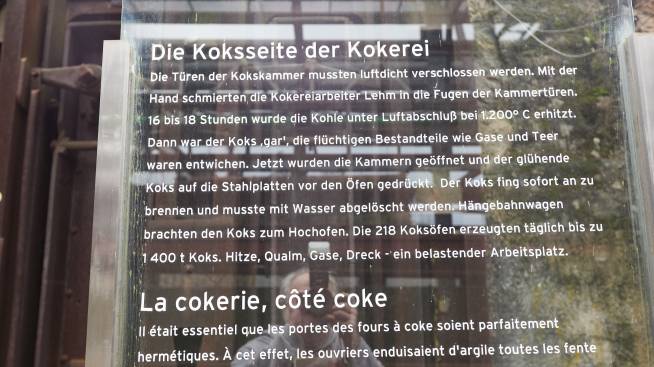 Die Koksseite der Kokerei
Die Türen der Kokskammer mussten luftdicht verschlossen werden. Mit der
Hand schmierten die Kokereiarbeiter Lehm in die Fugen der Kammertüren.
16 bis 18 Stunden wurde die Kohle unter Luftabschluß bei 1.200° C erhitzt.
Dann war der Koks ‚gar', die flüchtigen Bestandteile wie Gase und Teer
waren entwichen. Jetzt wurden die Kammern geöffnet und der glühende
Koks auf die Stahlplatten vor den Öfen gedrückt. Der Koks fing sofort an zu
brennen und musste mit Wasser abgelöscht werden. Hängebahnwagen
brachten den Koks zum Hochofen. Die 218 Koksöfen erzeugten täglich bis zu
1 400 t Koks. Hitze, Qualm, Gase, Dreck - ein belastender Arbeitsplatz.
La cokerie, côté coke
Il était essentiel que les portes des fours à coke soient parfaitement
hermétiques. À cet effet, les ouvriers enduisaient d'argile toutes les fente